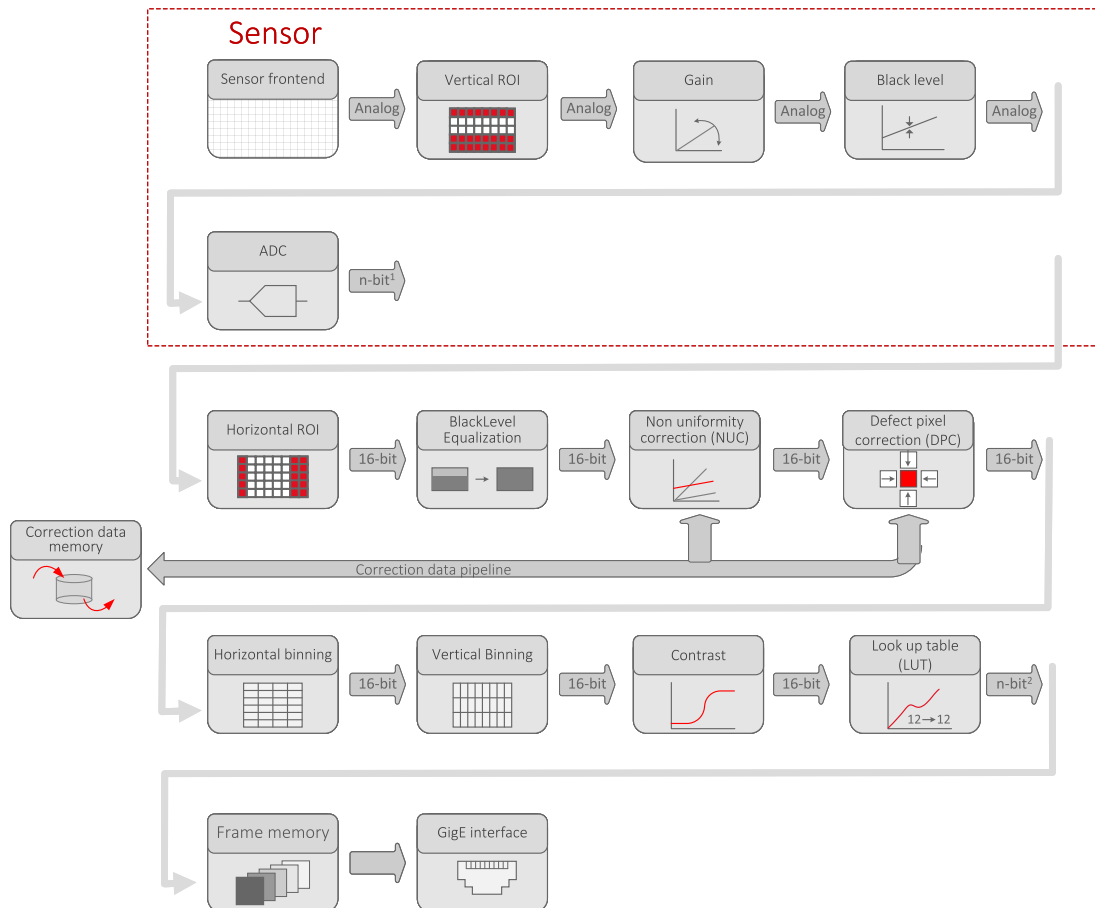 Sensor
Sensor frontend
Analog
Vertical ROI
Analog
Gain
Analog
Black level
Analog
ADC
n-bit¹
Horizontal ROI
16-bit
BlackLevel
Equalization
16-bit
Non uniformity
correction (NUC)
16-bit
Defect pixel
correction (DPC)
16-bit
Correction data
memory
Correction data pipeline
Horizontal binning
16-bit
Vertical Binning
16-bit
Contrast
16-bit
Look up table
(LUT)
12→12
n-bit²
Frame memory
GigE interface